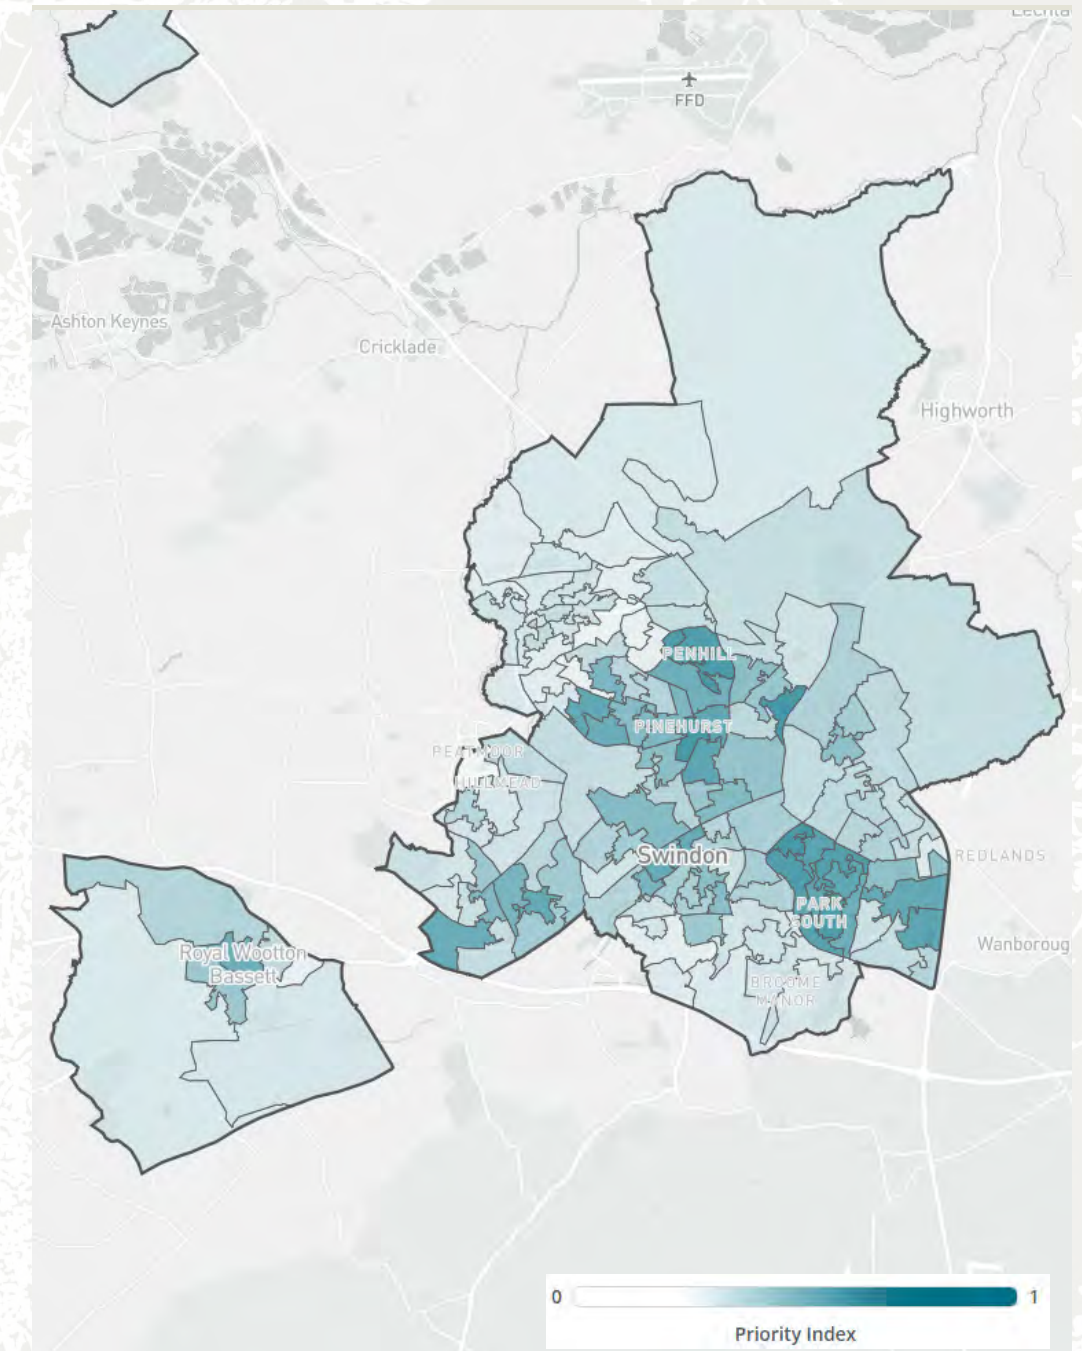 FFD
Ashton Keynes
Cricklade
Highworth
PENHILL
PINEHURST
PEATMOOR
HILLMEAD
Swindon
REDLANDS
PARK
SOUTH
Wanboroug
Royal Wootton
Bassett
BROOME
MANOR
0
1
Priority Index